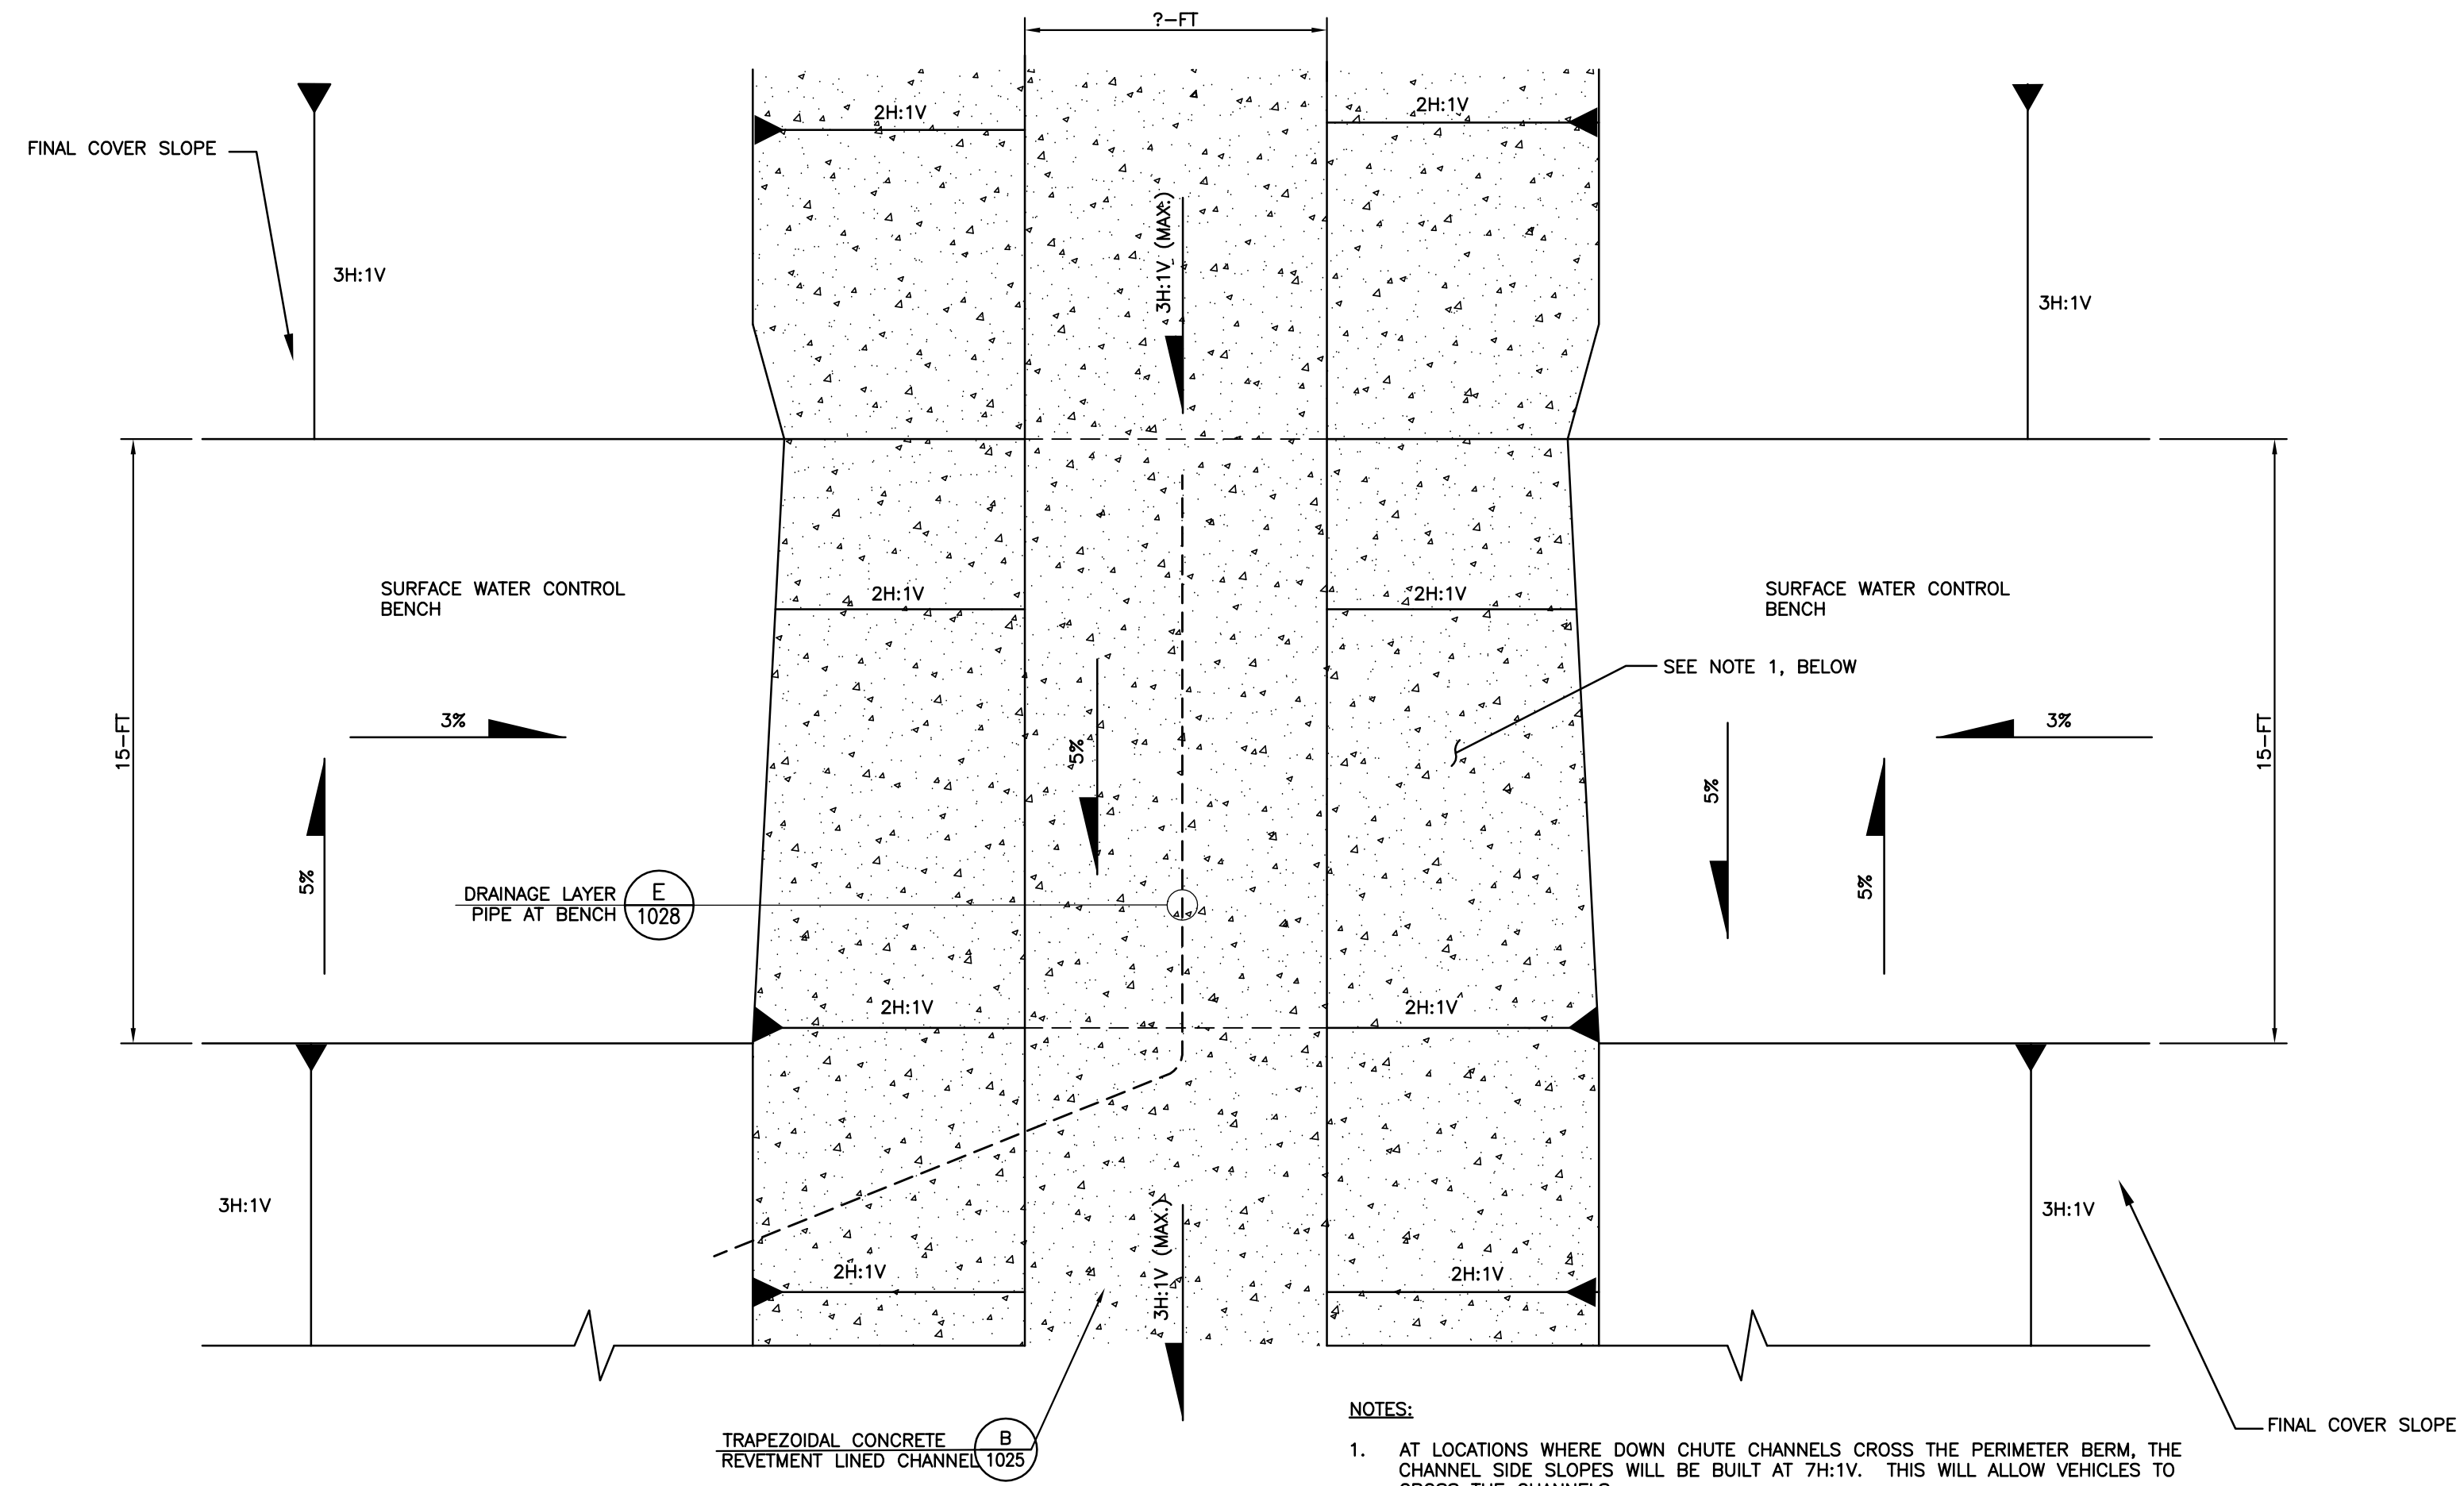 ?-FT
2H:1V
2H:1V
FINAL COVER SLOPE
3H:1V (MAX.)
3H:1V
3H:1V
SURFACE WATER CONTROL
BENCH
2H:1V
2H:1V
SURFACE WATER CONTROL
BENCH
SEE NOTE 1, BELOW
15-FT
3%
5%
3%
15-FT
5%
5%
5%
DRAINAGE LAYER
PIPE AT BENCH
E
1028
2H:1V
2H:1V
3H:1V
3H:1V (MAX.)
3H:1V
2H:1V
2H:1V
TRAPEZOIDAL CONCRETE
REVETMENT LINED CHANNEL
B
1025
FINAL COVER SLOPE
NOTES:
1. AT LOCATIONS WHERE DOWN CHUTE CHANNELS CROSS THE PERIMETER BERM, THE
CHANNEL SIDE SLOPES WILL BE BUILT AT 7H:1V. THIS WILL ALLOW VEHICLES TO